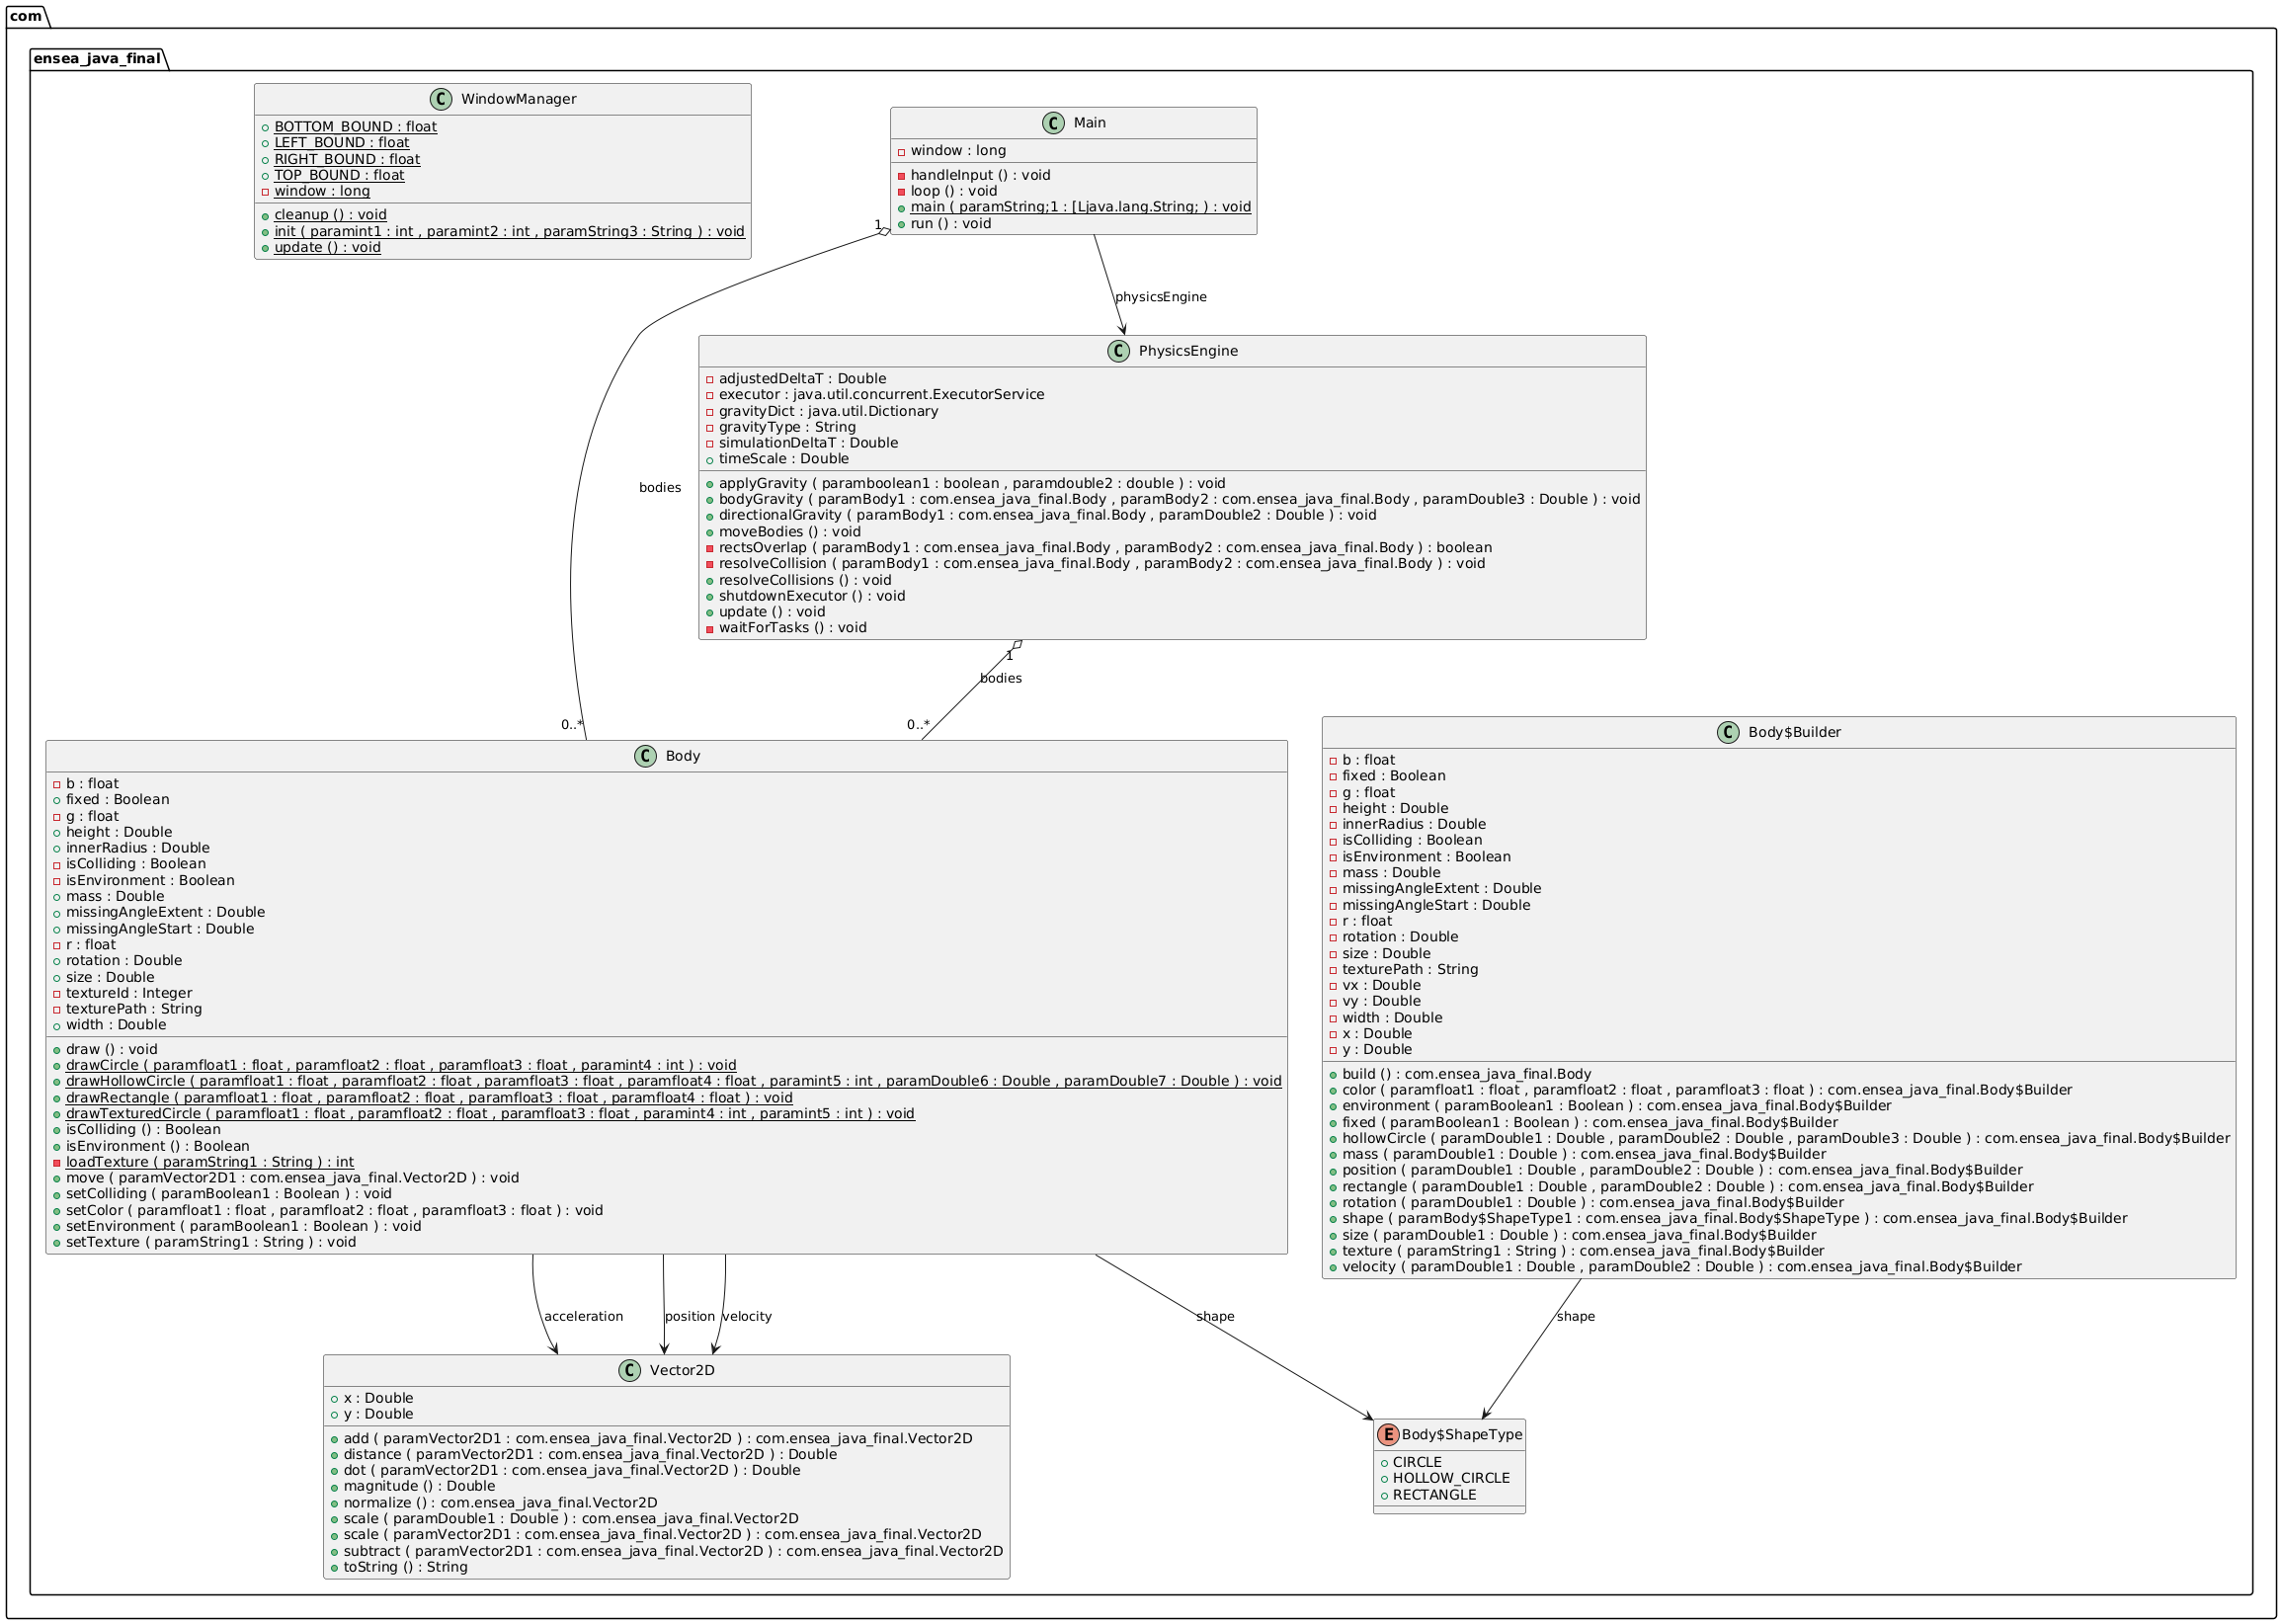 com
ensea_java_final
C WindowManager
BOTTOM_BOUND : float
LEFT_BOUND : float
RIGHT_BOUND : float
TOP_BOUND : float
window : long
cleanup () : void
init ( paramint1 : int , paramint2 : int , paramString3 : String ) : void
update () : void
C Main
window : long
handleInput () : void
loop () : void
main ( paramString;1 : [Ljava.lang.String; ) : void
run () : void
1
physicsEngine
bodies
C PhysicsEngine
adjustedDeltaT : Double
executor : java.util.concurrent.ExecutorService
gravityDict : java.util.Dictionary
gravityType : String
simulationDeltaT : Double
timeScale : Double
applyGravity ( paramboolean1 : boolean , paramdouble2 : double ) : void
bodyGravity ( paramBody1 : com.ensea_java_final.Body , paramBody2 : com.ensea_java_final.Body , paramDouble3 : Double ) : void
directionalGravity ( paramBody1 : com.ensea_java_final.Body , paramDouble2 : Double ) : void
moveBodies () : void
rectsOverlap ( paramBody1 : com.ensea_java_final.Body , paramBody2 : com.ensea_java_final.Body ) : boolean
resolveCollision ( paramBody1 : com.ensea_java_final.Body , paramBody2 : com.ensea_java_final.Body ) : void
resolveCollisions () : void
shutdownExecutor () : void
update () : void
waitForTasks () : void
1
bodies
0..*
0..*
C Body
b : float
fixed : Boolean
g : float
height : Double
innerRadius : Double
isColliding : Boolean
isEnvironment : Boolean
mass : Double
missingAngleExtent : Double
missingAngleStart : Double
r : float
rotation : Double
size : Double
textureId : Integer
texturePath : String
width : Double
draw () : void
drawCircle ( paramfloat1 : float , paramfloat2 : float , paramfloat3 : float , paramint4 : int ) : void
drawHollowCircle ( paramfloat1 : float , paramfloat2 : float , paramfloat3 : float , paramfloat4 : float , paramint5 : int , paramDouble6 : Double , paramDouble7 : Double ) : void
drawRectangle ( paramfloat1 : float , paramfloat2 : float , paramfloat3 : float , paramfloat4 : float ) : void
drawTexturedCircle ( paramfloat1 : float , paramfloat2 : float , paramfloat3 : float , paramint4 : int , paramint5 : int ) : void
isColliding () : Boolean
isEnvironment () : Boolean
loadTexture ( paramString1 : String ) : int
move ( paramVector2D1 : com.ensea_java_final.Vector2D ) : void
setColliding ( paramBoolean1 : Boolean ) : void
setColor ( paramfloat1 : float , paramfloat2 : float , paramfloat3 : float ) : void
setEnvironment ( paramBoolean1 : Boolean ) : void
setTexture ( paramString1 : String ) : void
C Body$Builder
b : float
fixed : Boolean
g : float
height : Double
innerRadius : Double
isColliding : Boolean
isEnvironment : Boolean
mass : Double
missingAngleExtent : Double
missingAngleStart : Double
r : float
rotation : Double
size : Double
texturePath : String
vx : Double
vy : Double
width : Double
x : Double
y : Double
build () : com.ensea_java_final.Body
color ( paramfloat1 : float , paramfloat2 : float , paramfloat3 : float ) : com.ensea_java_final.Body$Builder
environment ( paramBoolean1 : Boolean ) : com.ensea_java_final.Body$Builder
fixed ( paramBoolean1 : Boolean ) : com.ensea_java_final.Body$Builder
hollowCircle ( paramDouble1 : Double , paramDouble2 : Double , paramDouble3 : Double ) : com.ensea_java_final.Body$Builder
mass ( paramDouble1 : Double ) : com.ensea_java_final.Body$Builder
position ( paramDouble1 : Double , paramDouble2 : Double ) : com.ensea_java_final.Body$Builder
rectangle ( paramDouble1 : Double , paramDouble2 : Double ) : com.ensea_java_final.Body$Builder
rotation ( paramDouble1 : Double ) : com.ensea_java_final.Body$Builder
shape ( paramBody$ShapeType1 : com.ensea_java_final.Body$ShapeType ) : com.ensea_java_final.Body$Builder
size ( paramDouble1 : Double ) : com.ensea_java_final.Body$Builder
texture ( paramString1 : String ) : com.ensea_java_final.Body$Builder
velocity ( paramDouble1 : Double , paramDouble2 : Double ) : com.ensea_java_final.Body$Builder
acceleration
position
velocity
shape
shape
C Vector2D
x : Double
y : Double
add ( paramVector2D1 : com.ensea_java_final.Vector2D ) : com.ensea_java_final.Vector2D
distance ( paramVector2D1 : com.ensea_java_final.Vector2D ) : Double
dot ( paramVector2D1 : com.ensea_java_final.Vector2D ) : Double
magnitude () : Double
normalize () : com.ensea_java_final.Vector2D
scale ( paramDouble1 : Double ) : com.ensea_java_final.Vector2D
scale ( paramVector2D1 : com.ensea_java_final.Vector2D ) : com.ensea_java_final.Vector2D
subtract ( paramVector2D1 : com.ensea_java_final.Vector2D ) : com.ensea_java_final.Vector2D
toString () : String
E Body$ShapeType
CIRCLE
HOLLOW_CIRCLE
RECTANGLE